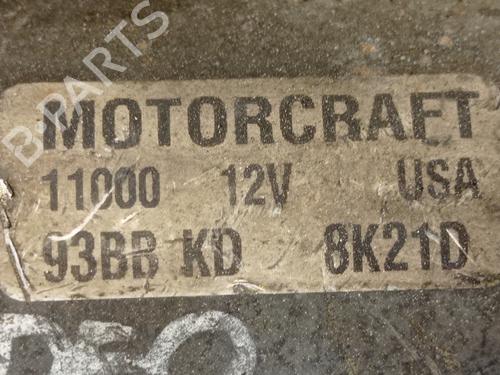 B-PARTS
MOTORCRAFT
11000 12V USA
93BB KD 8K21D